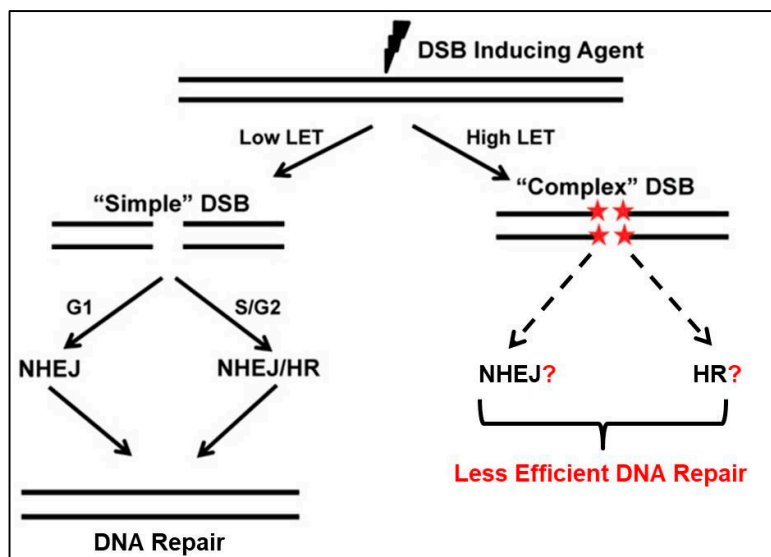 DSB Inducing Agent
Low LET
High LET
“Simple” DSB
“Complex” DSB
G1
S/G2
NHEJ
NHEJ/HR
NHEJ?
HR?
Less Efficient DNA Repair
DNA Repair